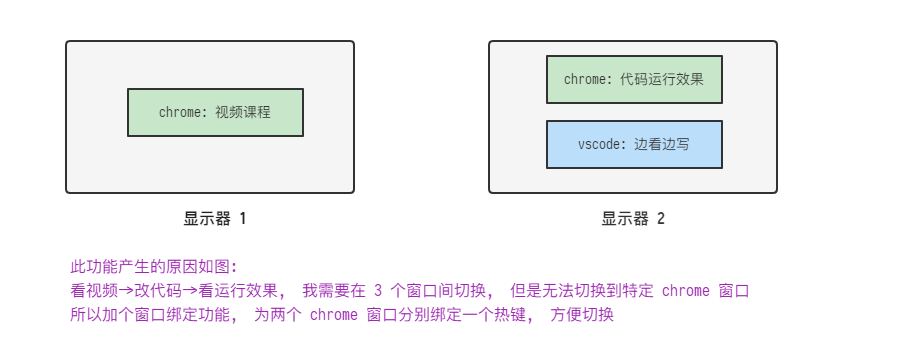 chrome: 视频课程
chrome: 代码运行效果
vscode: 边看边写
显示器 1
显示器 2
此功能产生的原因如图:
看视频→改代码→看运行效果, 我需要在 3 个窗口间切换, 但是无法切换到特定 chrome 窗口
所以加个窗口绑定功能, 为两个 chrome 窗口分别绑定一个热键, 方便切换